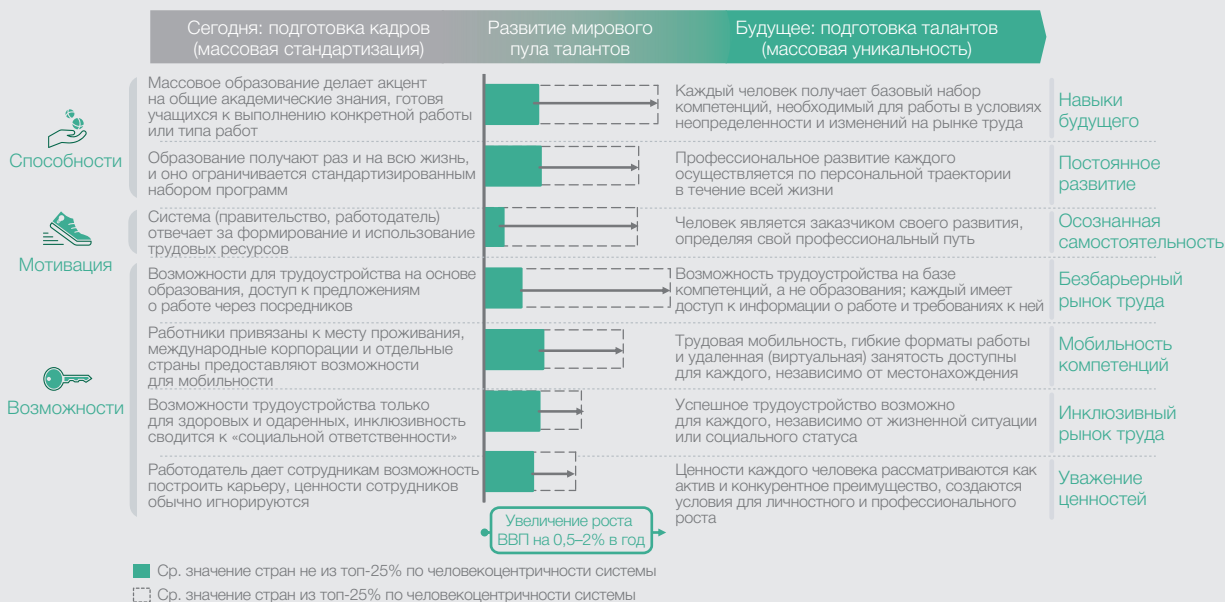 Сегодня: подготовка кадров
(массовая стандартизация)
Развитие мирового
пула талантов
Будущее: подготовка талантов
(массовая уникальность)
Способности
Массовое образование делает акцент
на общие академические знания, готовя
учащихся к выполнению конкретной работы
или типа работ
Каждый человек получает базовый набор
компетенций, необходимый для работы в условиях
неопределенности и изменений на рынке труда
Навыки
будущего
Образование получают раз и на всю жизнь,
и оно ограничивается стандартизированным
набором программ
Профессиональное развитие каждого
осуществляется по персональной траектории
в течение всей жизни
Постоянное
развитие
Мотивация
Система (правительство, работодатель)
отвечает за формирование и использование
трудовых ресурсов
Человек является заказчиком своего развития,
определяя свой профессиональный путь
Осознанная
самостоятельность
Возможности
Возможности для трудоустройства на основе
образования, доступ к предложениям
о работе через посредников
Возможность трудоустройства на базе
компетенций, а не образования; каждый имеет
доступ к информации о работе и требованиях к ней
Безбарьерный
рынок труда
Работники привязаны к месту проживания,
международные корпорации и отдельные
страны предоставляют возможности
для мобильности
Трудовая мобильность, гибкие форматы работы
и удаленная (виртуальная) занятость доступны
для каждого, независимо от местонахождения
Мобильность
компетенций
Возможности трудоустройства только
для здоровых и одаренных, инклюзивность
сводится к «социальной ответственности»
Успешное трудоустройство возможно
для каждого, независимо от жизненной ситуации
или социального статуса
Инклюзивный
рынок труда
Работодатель дает сотрудникам возможность
построить карьеру, ценности сотрудников
обычно игнорируются
Ценности каждого человека рассматриваются как
актив и конкурентное преимущество, создаются
условия для личностного и профессионального
роста
Уважение
ценностей
Увеличение роста
ВВП на 0,5–2% в год
Ср. значение стран не из топ-25% по человекоцентричности системы
Ср. значение стран из топ-25% по человекоцентричности системы